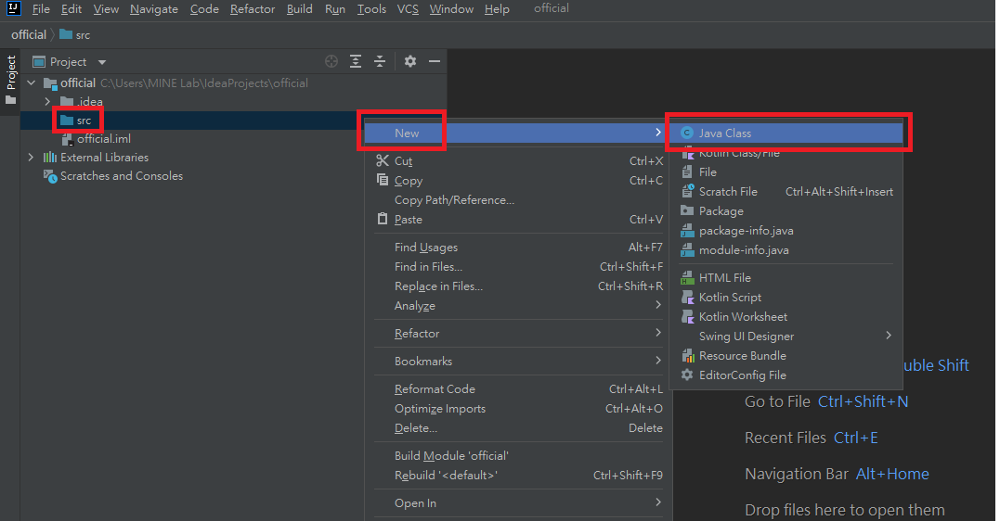 IJ File Edit View Navigate Code Refactor Build Run Tools VCS Window Help official
official src
Project
Project
official C:\Users\MINE Lab\IdeaProjects\official
.idea
src
official.iml
External Libraries
Scratches and Consoles
New
Cut Ctrl+X
Copy Ctrl+C
Copy Path/Reference...
Paste Ctrl+V
Find Usages Alt+F7
Find in Files... Ctrl+Shift+F
Replace in Files... Ctrl+Shift+R
Analyze
Refactor
Bookmarks
Reformat Code Ctrl+Alt+L
Optimize Imports Ctrl+Alt+O
Delete... Delete
Build Module 'official'
Rebuild '<default>' Ctrl+Shift+F9
Open In
Java Class
Kotlin Class/File
File
Scratch File Ctrl+Alt+Shift+Insert
Package
package-info.java
module-info.java
HTML File
Kotlin Script
Kotlin Worksheet
Swing UI Designer
Resource Bundle
EditorConfig File
uble Shift
Go to File Ctrl+Shift+N
Recent Files Ctrl+E
Navigation Bar Alt+Home
Drop files here to open them